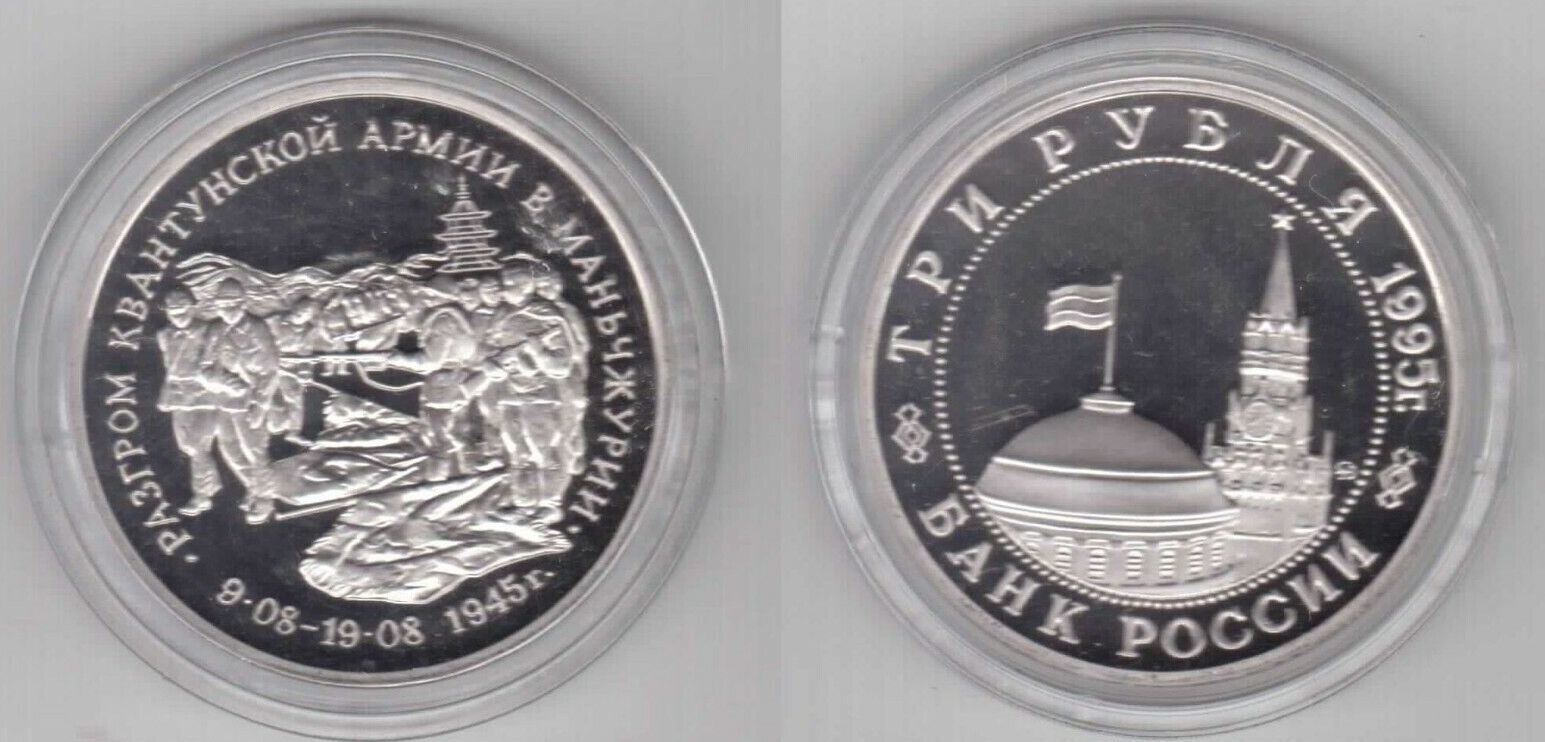 · РАЗГРОМ КВАНТУНСКОЙ АРМИИ В МАНЬЧЖУРИИ ·
9·08–19·08 1945г.
ТРИ РУБЛЯ 1995г.
БАНК РОССИИ